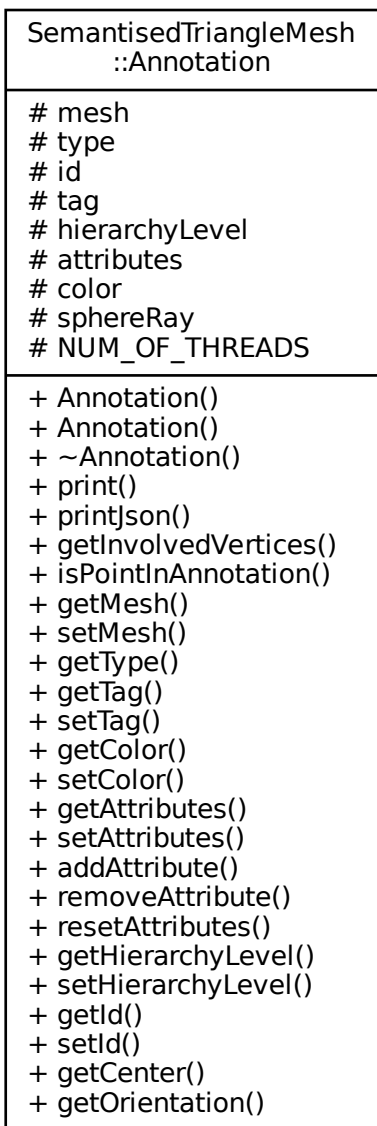 SemantisedTriangleMesh
::Annotation
# mesh
# type
# id
# tag
# hierarchyLevel
# attributes
# color
# sphereRay
# NUM_OF_THREADS
+ Annotation()
+ Annotation()
+ ~Annotation()
+ print()
+ printJson()
+ getInvolvedVertices()
+ isPointInAnnotation()
+ getMesh()
+ setMesh()
+ getType()
+ getTag()
+ setTag()
+ getColor()
+ setColor()
+ getAttributes()
+ setAttributes()
+ addAttribute()
+ removeAttribute()
+ resetAttributes()
+ getHierarchyLevel()
+ setHierarchyLevel()
+ getId()
+ setId()
+ getCenter()
+ getOrientation()